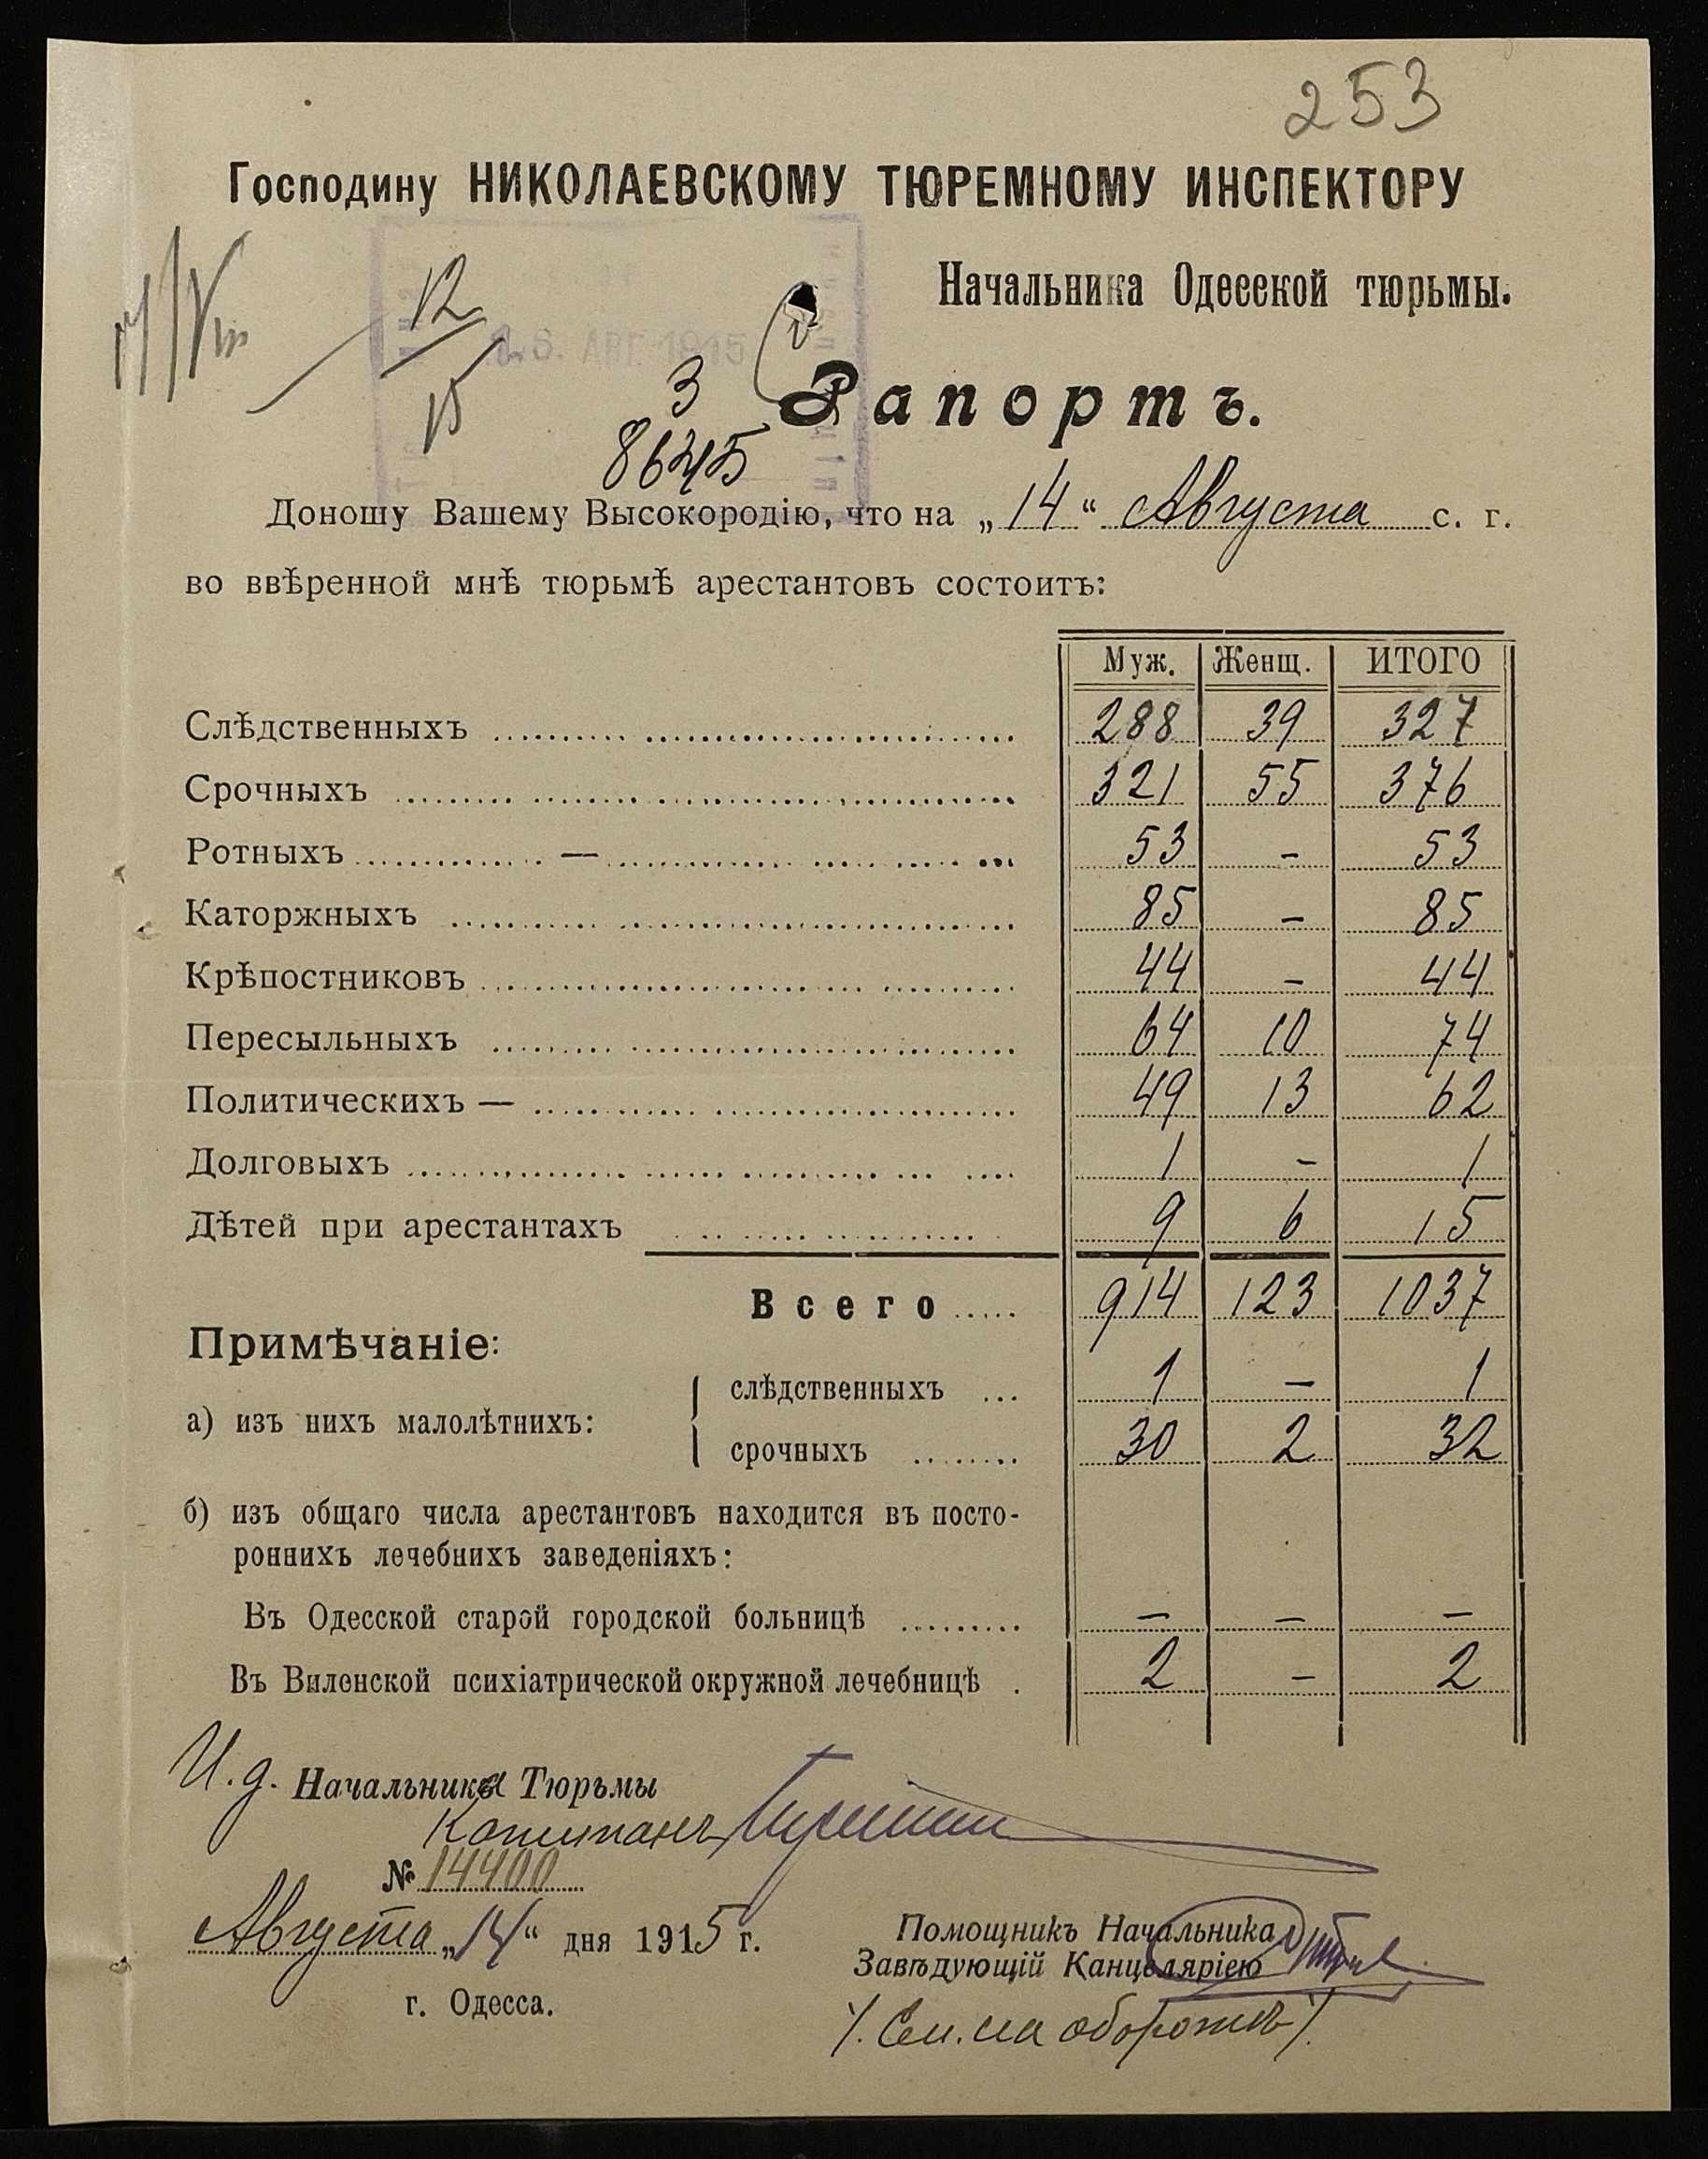 253
Господину НИКОЛАЕВСКОМУ ТЮРЕМНОМУ ИНСПЕКТОРУ
Начальника Одесской тюрьмы.
12
15
АВГ. 1915
3
8645
Рапортъ.
Доношу Вашему Высокородію, что на „14“ Августа с. г.
во ввѣренной мнѣ тюрьмѣ арестантовъ состоитъ:
Муж. Женщ. ИТОГО
Слѣдственныхъ 288 39 327
Срочныхъ 321 55 376
Ротныхъ — 53 - 53
Каторжныхъ 85 - 85
Крѣпостниковъ 44 - 44
Пересыльныхъ 64 10 74
Политическихъ — 49 13 62
Долговыхъ 1 - 1
Дѣтей при арестантахъ 9 6 15
Всего 914 123 1037
Примѣчаніе:
слѣдственныхъ 1 — 1
а) изъ нихъ малолѣтнихъ:
срочныхъ 30 2 32
б) изъ общаго числа арестантовъ находится въ посто-
роннихъ лечебнихъ заведеніяхъ:
Въ Одесской старой городской больницѣ — — —
Въ Виленской психіатрической окружной лечебницѣ 2 - 2
И.д. Начальника Тюрьмы
Капитанъ
№ 14400
Августа „14“ дня 1915 г.
Помощникъ Начальника
Завѣдующій Канцеляріею
г. Одесса.
/. См. на оборотѣ /.